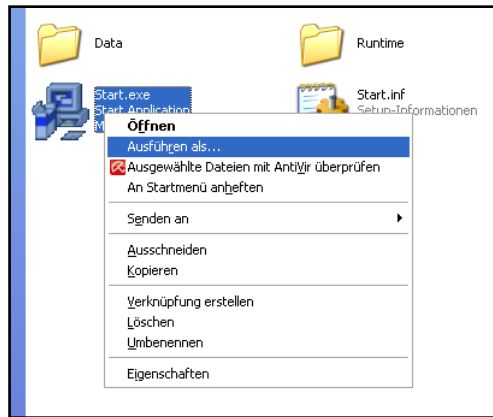 Data
Runtime
Start.exe
Start Application
Start.inf
Setup-Informationen
Öffnen
Ausführen als...
Ausgewählte Dateien mit AntiVir überprüfen
An Startmenü anheften
Senden an
Ausschneiden
Kopieren
Verknüpfung erstellen
Löschen
Umbenennen
Eigenschaften